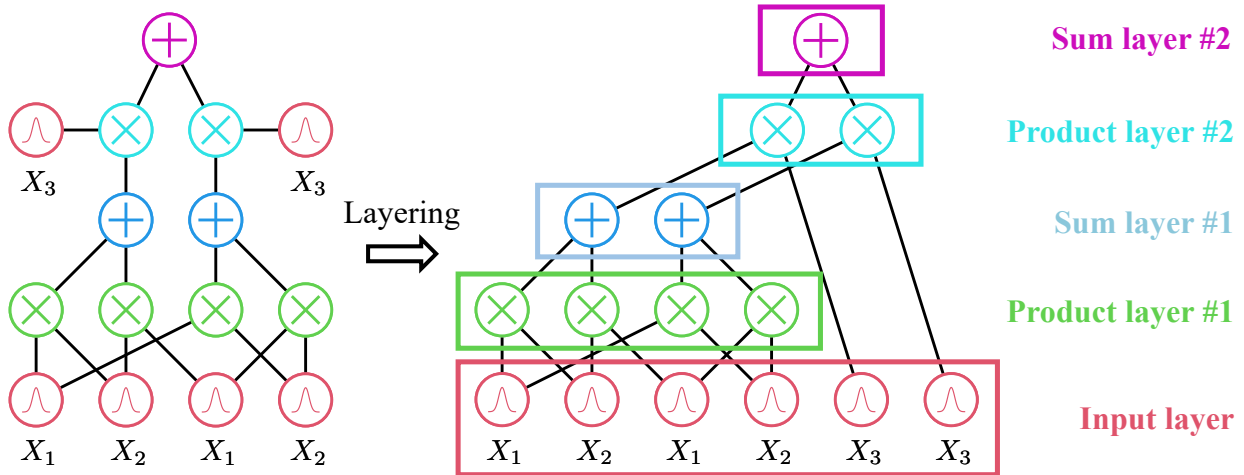 Sum layer #2
X₃
X₃
Product layer #2
Layering
Sum layer #1
Product layer #1
X₁ X₂ X₁ X₂
X₁ X₂ X₁ X₂ X₃ X₃
Input layer